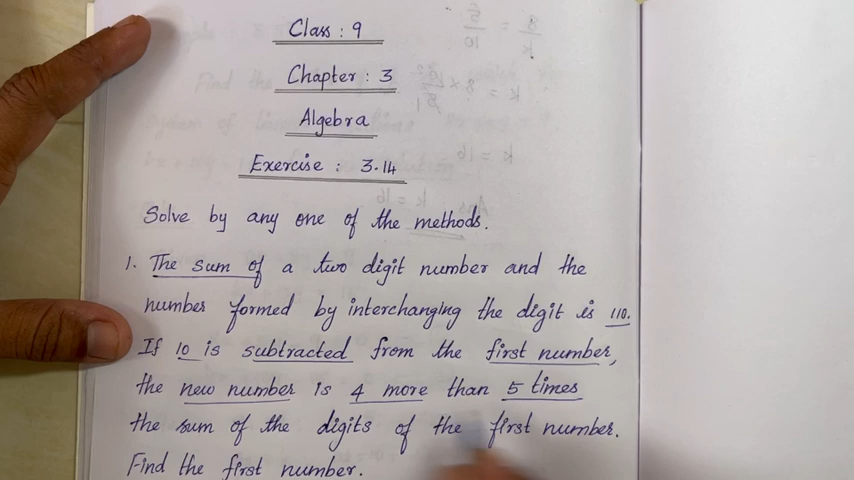 Class : 9
Chapter : 3
Algebra
Exercise : 3.14
Solve by any one of the methods.
1. The sum of a two digit number and the
number formed by interchanging the digit is 110.
If 10 is subtracted from the first number,
the new number is 4 more than 5 times
the sum of the digits of the first number.
Find the first number.